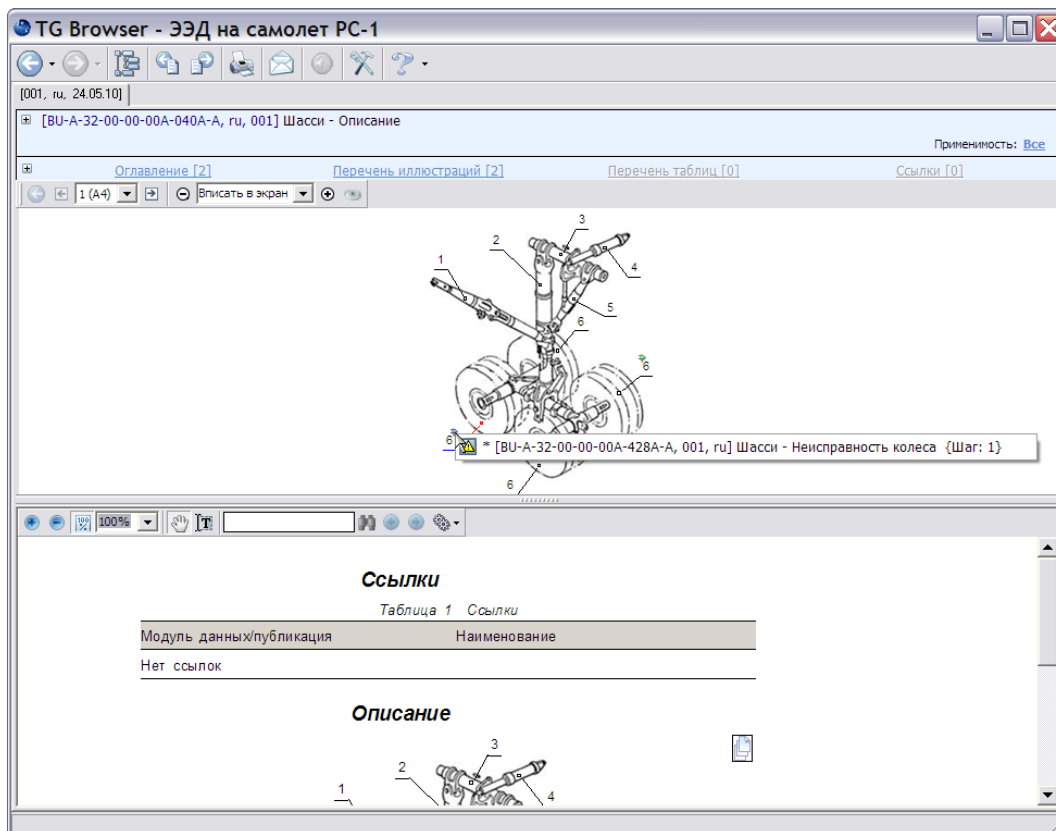 TG Browser - ЭЭД на самолет РС-1
[001, ru, 24.05.10]
[BU-A-32-00-00-00A-040A-A, ru, 001] Шасси - Описание
Применимость: Все
Оглавление [2] Перечень иллюстраций [2] Перечень таблиц [0] Ссылки [0]
1 (A4) Вписать в экран
3
2
4
1
5
6
6
6
* [BU-A-32-00-00-00A-428A-A, 001, ru] Шасси - Неисправность колеса {Шаг: 1}
6
100%
Ссылки
Таблица 1 Ссылки
Модуль данных/публикация Наименование
Нет ссылок
Описание
3
2
1
4